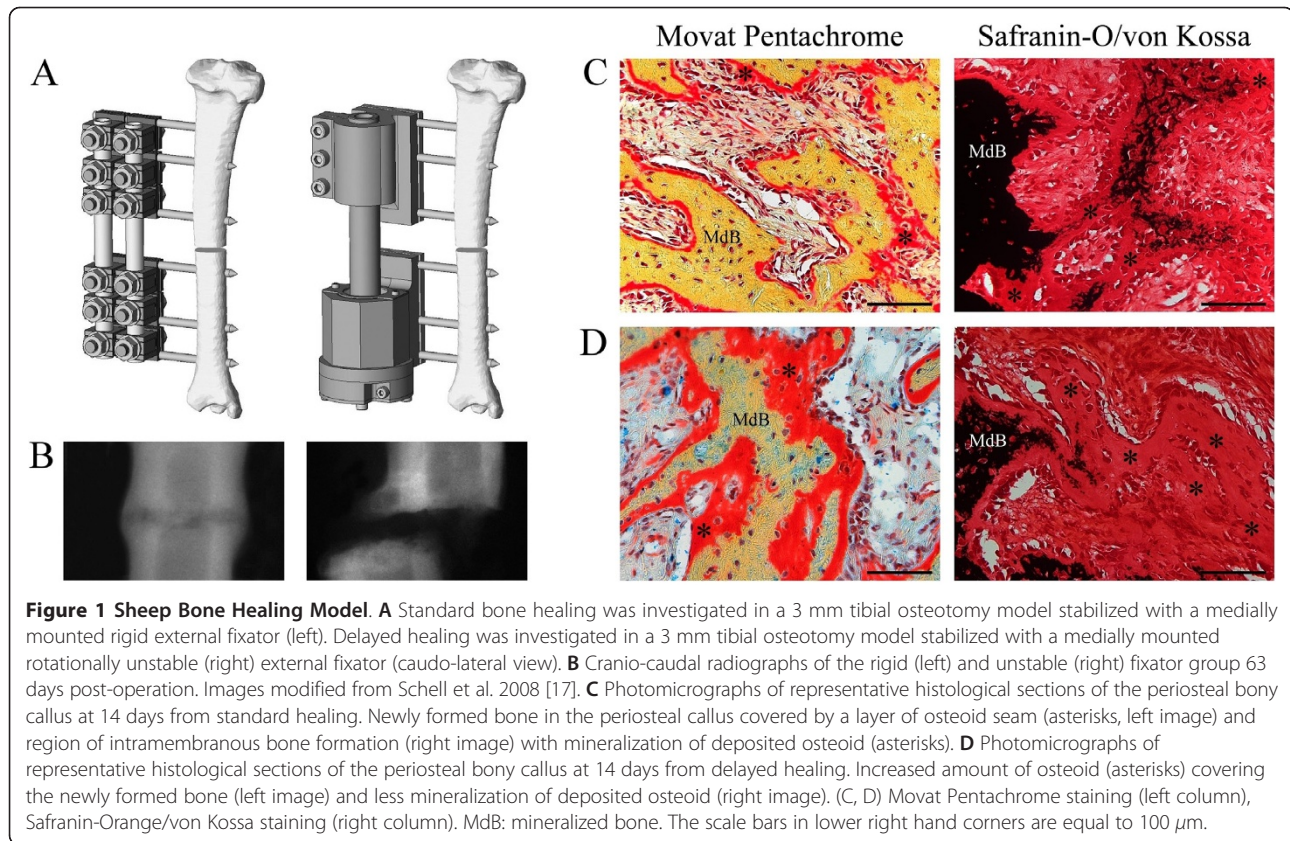 Movat Pentachrome
Safranin-O/von Kossa
A
C
*
*
MdB
MdB
*
*
*
*
B
D
*
MdB
*
MdB
*
*
*
*
*
Figure 1 Sheep Bone Healing Model. A Standard bone healing was investigated in a 3 mm tibial osteotomy model stabilized with a medially
mounted rigid external fixator (left). Delayed healing was investigated in a 3 mm tibial osteotomy model stabilized with a medially mounted
rotationally unstable (right) external fixator (caudo-lateral view). B Cranio-caudal radiographs of the rigid (left) and unstable (right) fixator group 63
days post-operation. Images modified from Schell et al. 2008 [17]. C Photomicrographs of representative histological sections of the periosteal bony
callus at 14 days from standard healing. Newly formed bone in the periosteal callus covered by a layer of osteoid seam (asterisks, left image) and
region of intramembranous bone formation (right image) with mineralization of deposited osteoid (asterisks). D Photomicrographs of
representative histological sections of the periosteal bony callus at 14 days from delayed healing. Increased amount of osteoid (asterisks) covering
the newly formed bone (left image) and less mineralization of deposited osteoid (right image). (C, D) Movat Pentachrome staining (left column),
Safranin-Orange/von Kossa staining (right column). MdB: mineralized bone. The scale bars in lower right hand corners are equal to 100 μm.